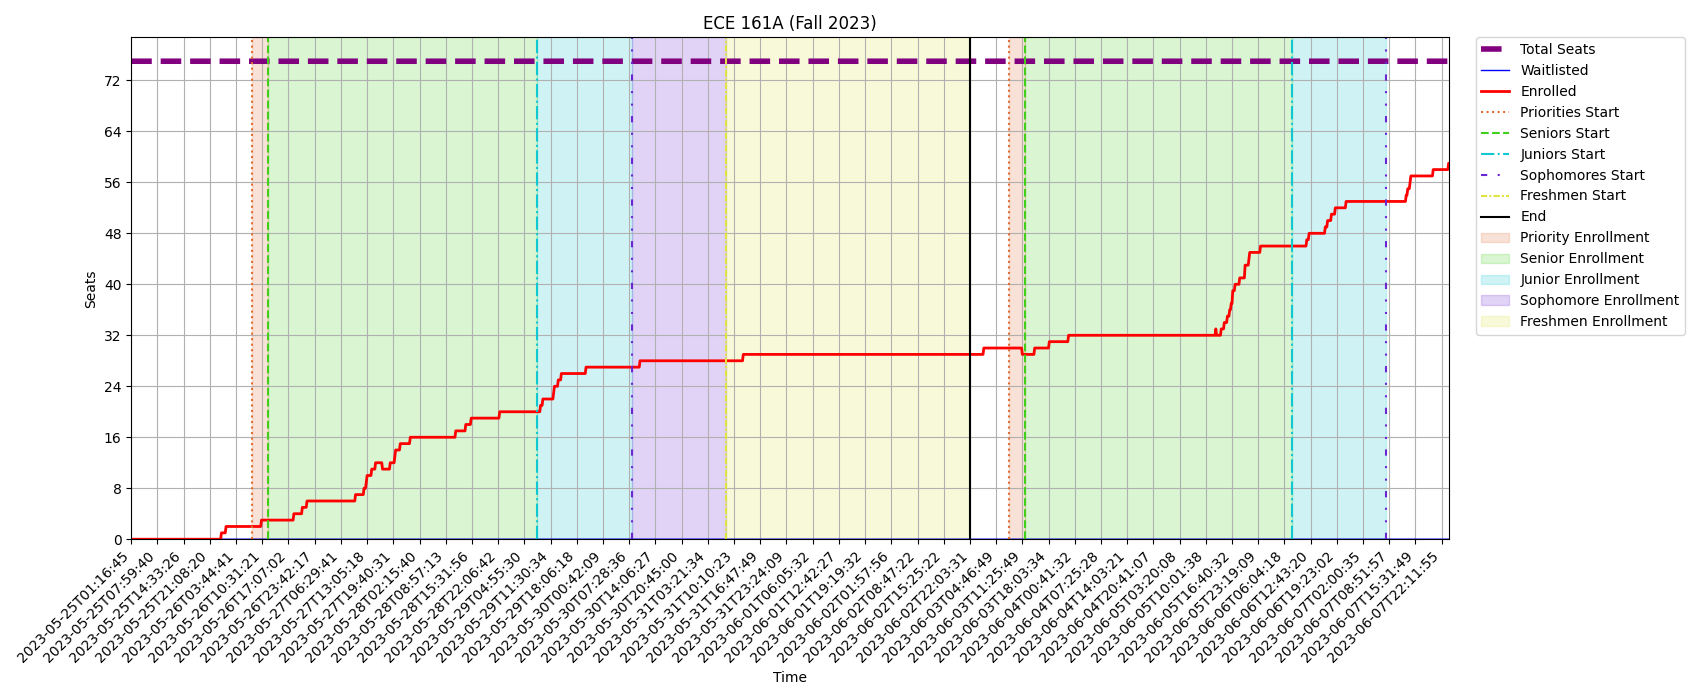 ECE 161A (Fall 2023)
Seats
72
64
56
48
40
32
24
16
8
0
2023-05-25T01:16:45
2023-05-25T07:59:40
2023-05-25T14:33:26
2023-05-25T21:08:20
2023-05-26T03:44:41
2023-05-26T10:31:21
2023-05-26T17:07:02
2023-05-26T23:42:17
2023-05-27T06:29:41
2023-05-27T13:05:18
2023-05-27T19:40:31
2023-05-28T02:15:40
2023-05-28T08:57:13
2023-05-28T15:31:56
2023-05-28T22:06:42
2023-05-29T04:55:30
2023-05-29T11:30:34
2023-05-29T18:06:18
2023-05-30T00:42:09
2023-05-30T07:28:36
2023-05-30T14:06:27
2023-05-30T20:45:00
2023-05-31T03:21:34
2023-05-31T10:10:23
2023-05-31T16:47:49
2023-05-31T23:24:09
2023-06-01T06:05:32
2023-06-01T12:42:27
2023-06-01T19:19:32
2023-06-02T01:57:56
2023-06-02T08:47:22
2023-06-02T15:25:22
2023-06-02T22:03:31
2023-06-03T04:46:49
2023-06-03T11:25:49
2023-06-03T18:03:34
2023-06-04T00:41:32
2023-06-04T07:25:28
2023-06-04T14:03:21
2023-06-04T20:41:07
2023-06-05T03:20:08
2023-06-05T10:01:38
2023-06-05T16:40:32
2023-06-05T23:19:09
2023-06-06T06:04:18
2023-06-06T12:43:20
2023-06-06T19:23:02
2023-06-07T02:00:35
2023-06-07T08:51:57
2023-06-07T15:31:49
2023-06-07T22:11:55
Time
Total Seats
Waitlisted
Enrolled
Priorities Start
Seniors Start
Juniors Start
Sophomores Start
Freshmen Start
End
Priority Enrollment
Senior Enrollment
Junior Enrollment
Sophomore Enrollment
Freshmen Enrollment